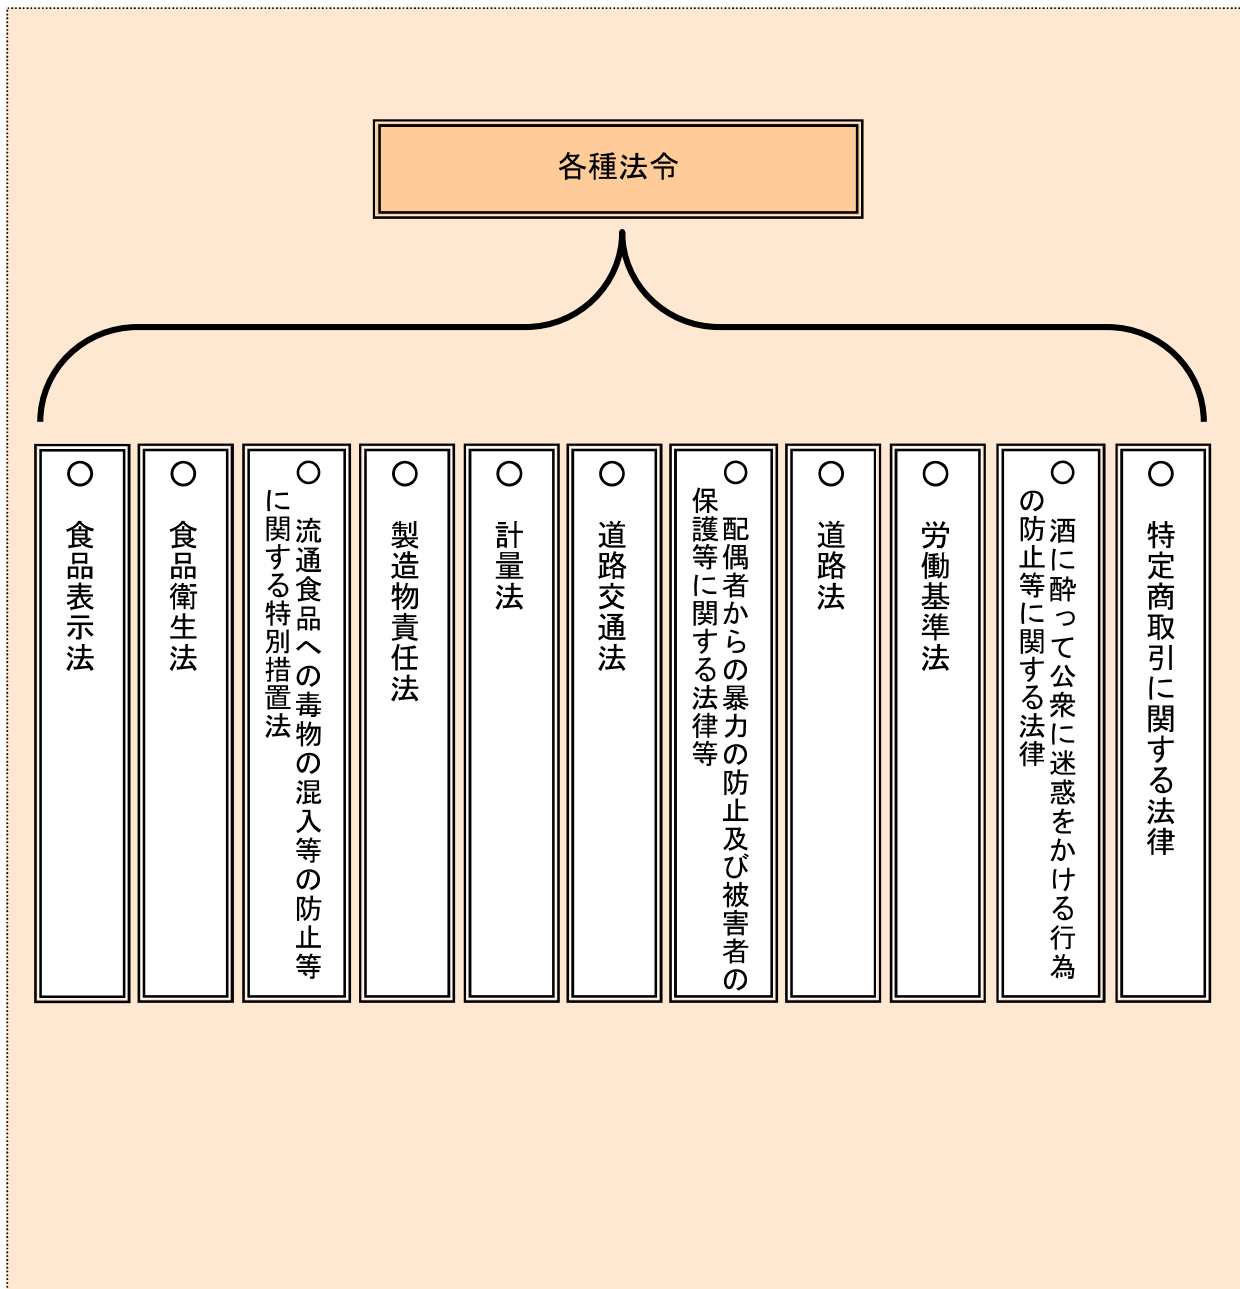 各種法令
○ 特定商取引に関する法律
○ 酒に酔って公衆に迷惑をかける行為
の防止等に関する法律
○ 労働基準法
○ 道路法
○ 配偶者からの暴力の防止及び被害者の
保護等に関する法律等
○ 道路交通法
○ 計量法
○ 製造物責任法
○ 流通食品への毒物の混入等の防止等
に関する特別措置法
○ 食品衛生法
○ 食品表示法